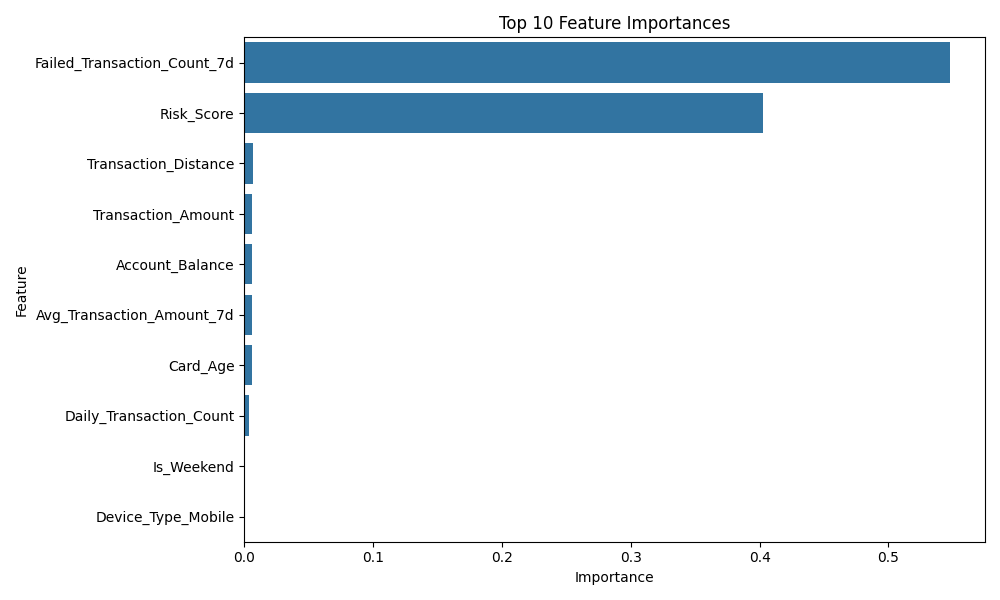 Top 10 Feature Importances
Feature
Failed_Transaction_Count_7d
Risk_Score
Transaction_Distance
Transaction_Amount
Account_Balance
Avg_Transaction_Amount_7d
Card_Age
Daily_Transaction_Count
Is_Weekend
Device_Type_Mobile
0.0 0.1 0.2 0.3 0.4 0.5
Importance